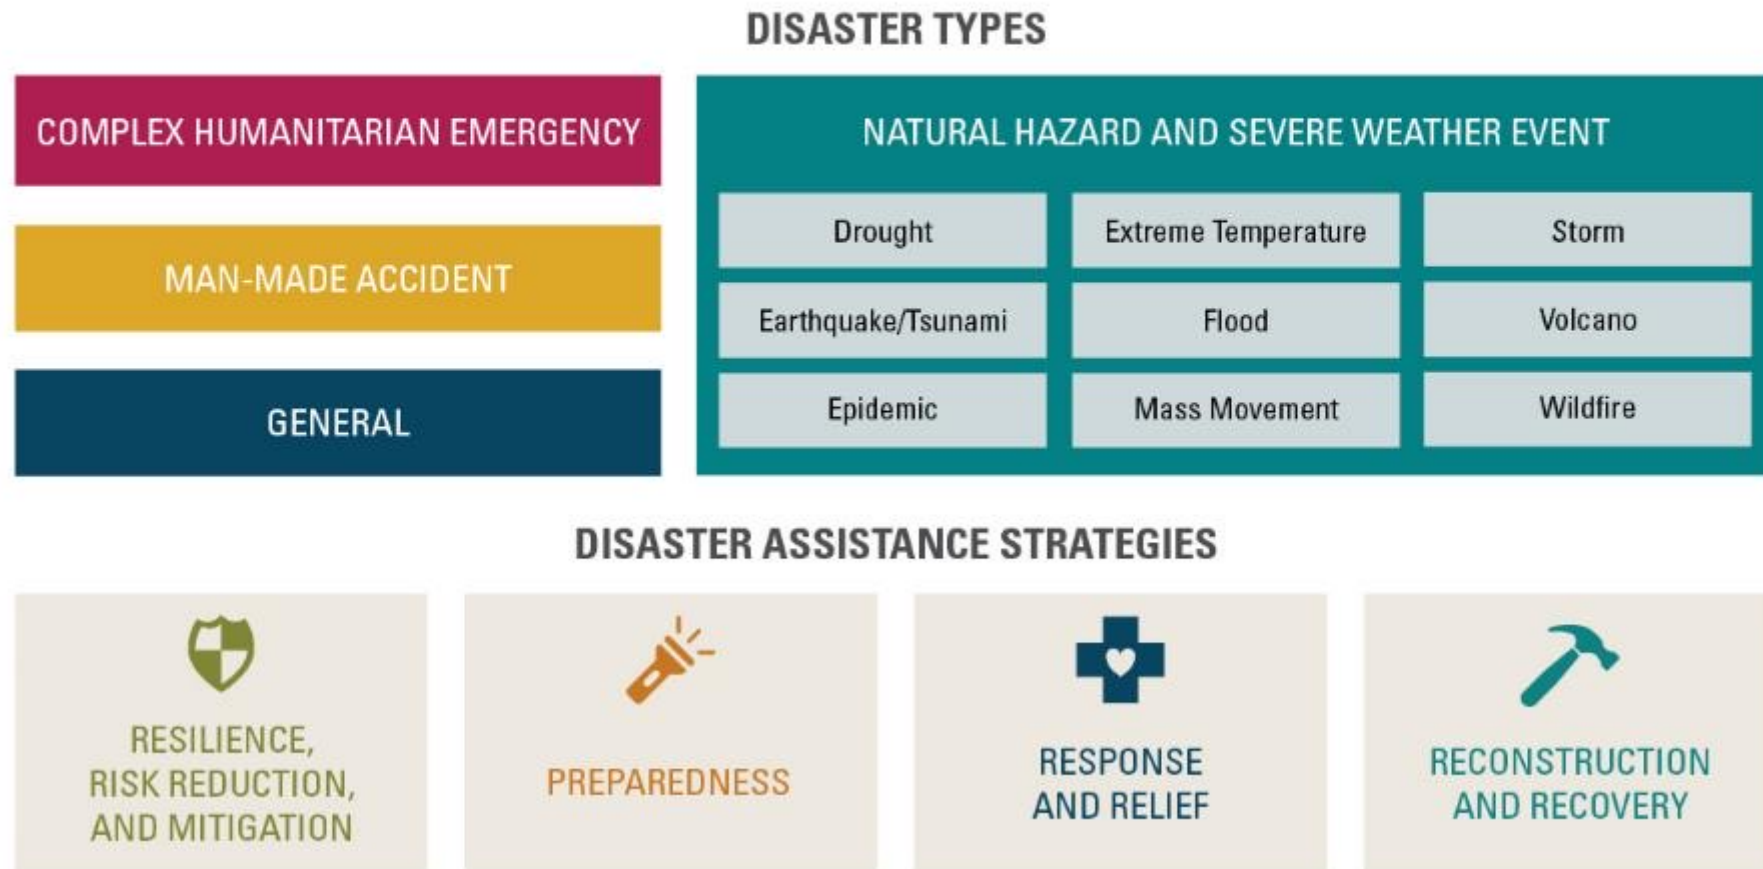 DISASTER TYPES
COMPLEX HUMANITARIAN EMERGENCY
MAN-MADE ACCIDENT
GENERAL
NATURAL HAZARD AND SEVERE WEATHER EVENT
Drought
Extreme Temperature
Storm
Earthquake/Tsunami
Flood
Volcano
Epidemic
Mass Movement
Wildfire
DISASTER ASSISTANCE STRATEGIES
RESILIENCE,
RISK REDUCTION,
AND MITIGATION
PREPAREDNESS
RESPONSE
AND RELIEF
RECONSTRUCTION
AND RECOVERY